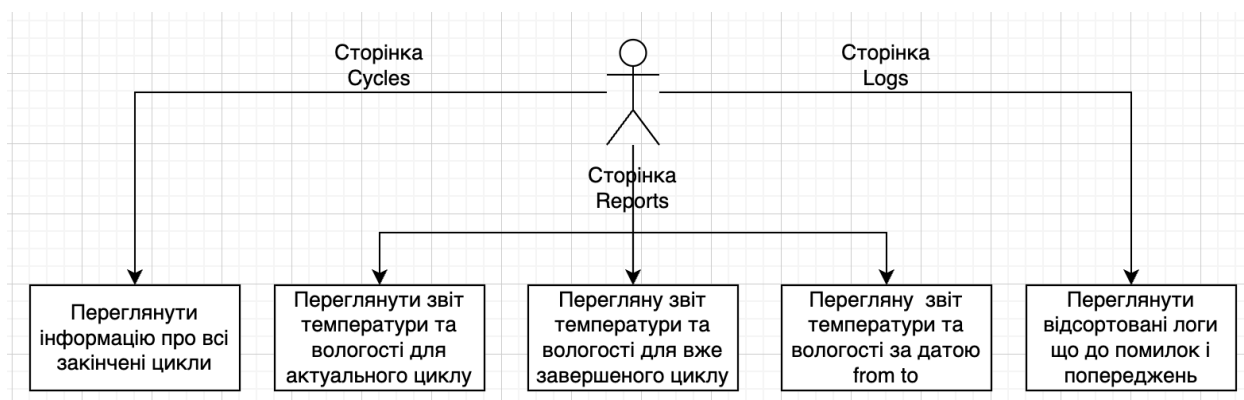 Сторінка
Cycles
Сторінка
Logs
Сторінка
Reports
Переглянути
інформацію про всі
закінчені цикли
Переглянути звіт
температури та
вологості для
актуального циклу
Перегляну звіт
температури та
вологості для вже
завершеного циклу
Перегляну звіт
температури та
вологості за датою
from to
Переглянути
відсортовані логи
що до помилок і
попереджень